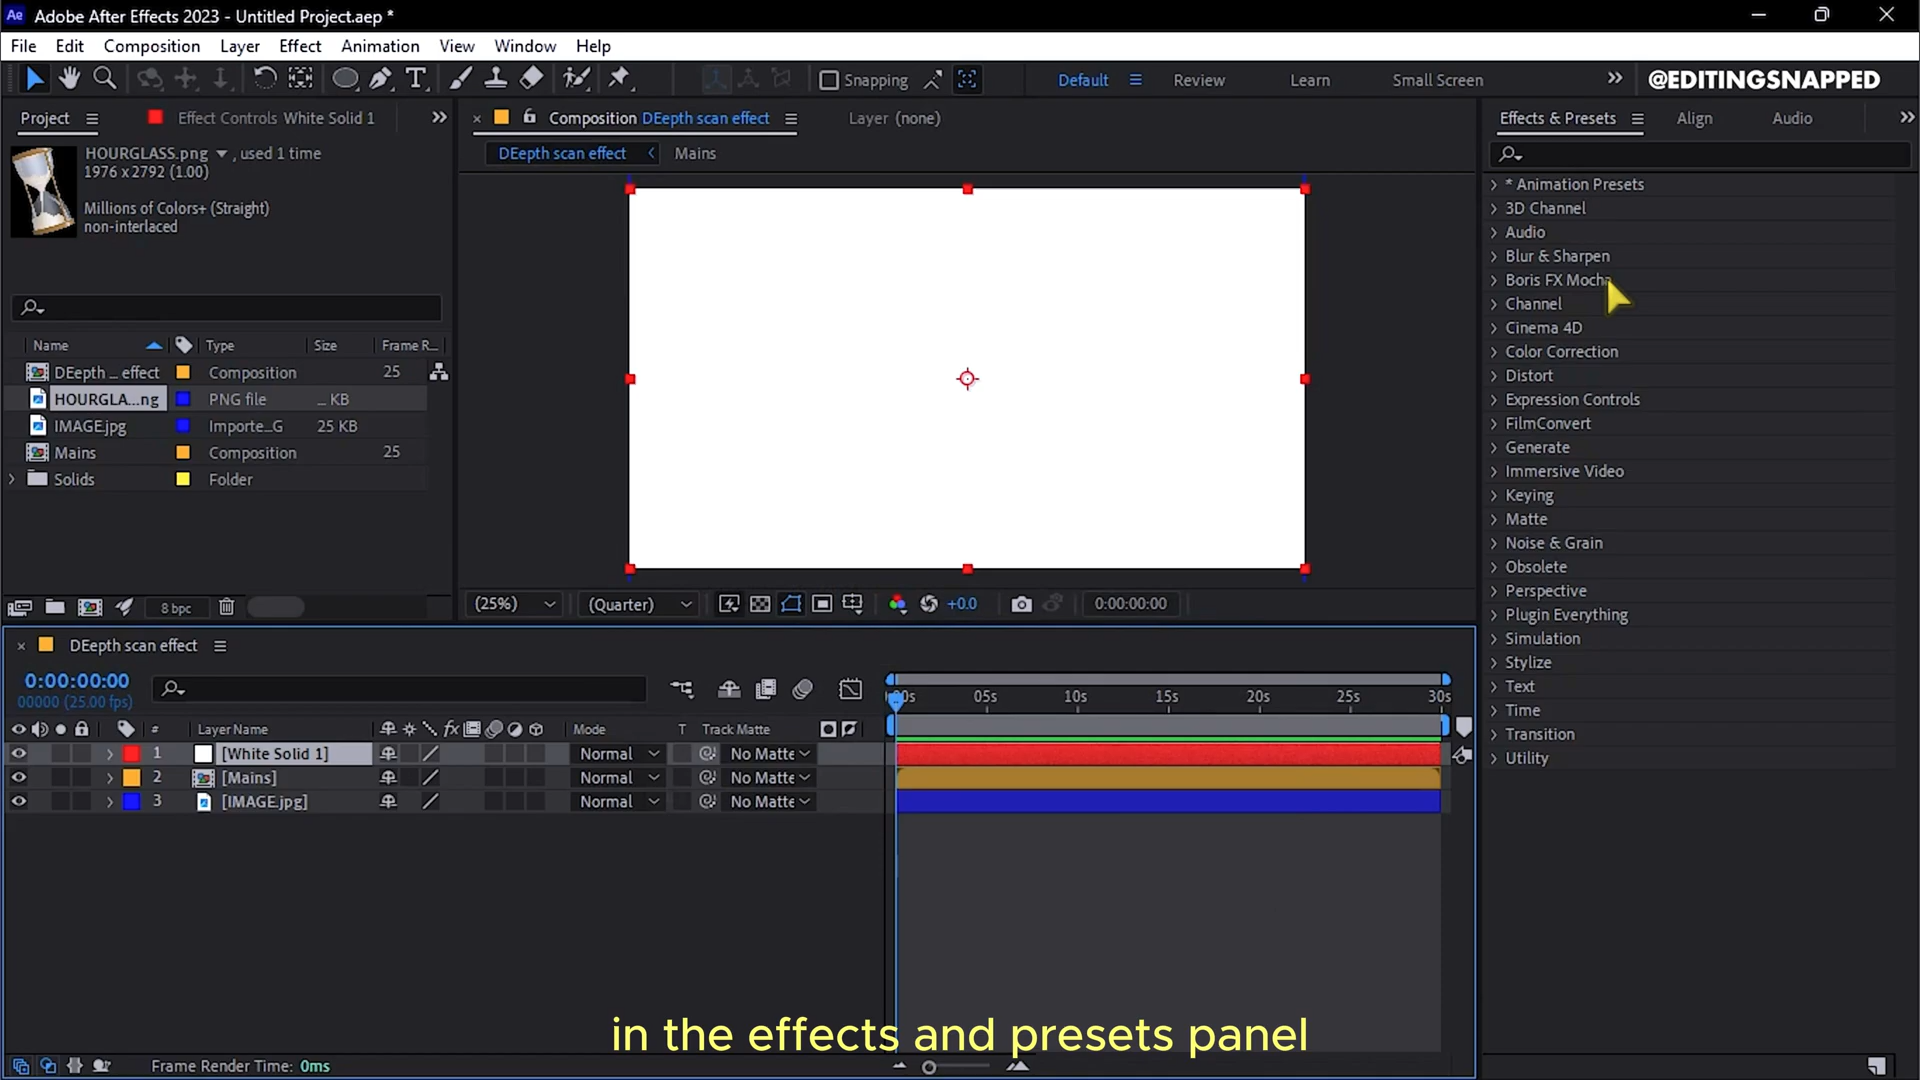 Ae Adobe After Effects 2023 - Untitled Project.aep *
File Edit Composition Layer Effect Animation View Window Help
Snapping Default Review Learn Small Screen @EDITINGSNAPPED
Project Effect Controls White Solid 1
HOURGLASS.png , used 1 time
1976 x 2792 (1.00)
Millions of Colors+ (Straight)
non-interlaced
Name Type Size Frame R...
DEepth ... effect Composition 25
HOURGLA...ng PNG file ... KB
IMAGE.jpg Importe...G 25 KB
Mains Composition 25
Solids Folder
8 bpc
Composition DEepth scan effect Layer (none)
DEepth scan effect Mains
(25%) (Quarter) +0.0 0:00:00:00
Effects & Presets Align Audio
* Animation Presets
3D Channel
Audio
Blur & Sharpen
Boris FX Mocha
Channel
Cinema 4D
Color Correction
Distort
Expression Controls
FilmConvert
Generate
Immersive Video
Keying
Matte
Noise & Grain
Obsolete
Perspective
Plugin Everything
Simulation
Stylize
Text
Time
Transition
Utility
DEepth scan effect
0:00:00:00
00000 (25.00 fps)
00s 05s 10s 15s 20s 25s 30s
# Layer Name Mode T Track Matte
1 [White Solid 1] Normal No Matte
2 [Mains] Normal No Matte
3 [IMAGE.jpg] Normal No Matte
in the effects and presets panel
Frame Render Time: 0ms